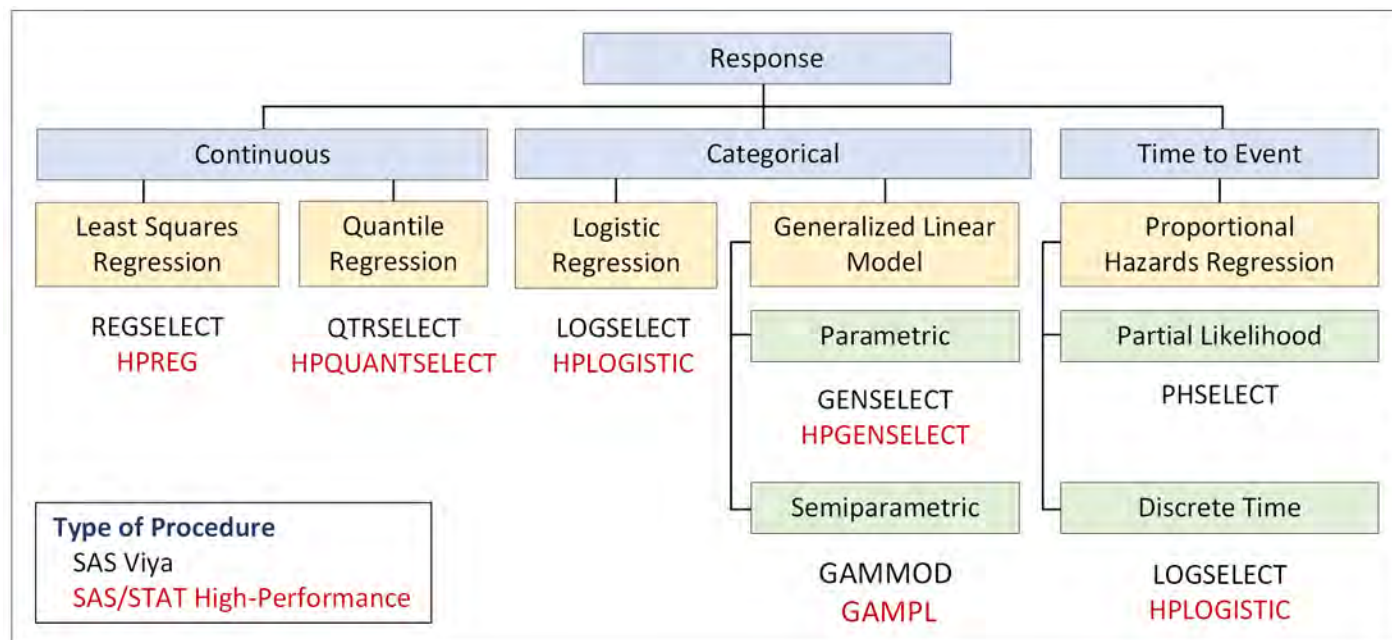 Response
Continuous
Categorical
Time to Event
Least Squares
Regression
Quantile
Regression
Logistic
Regression
Generalized Linear
Model
Proportional
Hazards Regression
REGSELECT
HPREG
QTRSELECT
HPQUANTSELECT
LOGSELECT
HPLOGISTIC
Parametric
GENSELECT
HPGENSELECT
Semiparametric
GAMMOD
GAMPL
Partial Likelihood
PHSELECT
Discrete Time
LOGSELECT
HPLOGISTIC
Type of Procedure
SAS Viya
SAS/STAT High-Performance